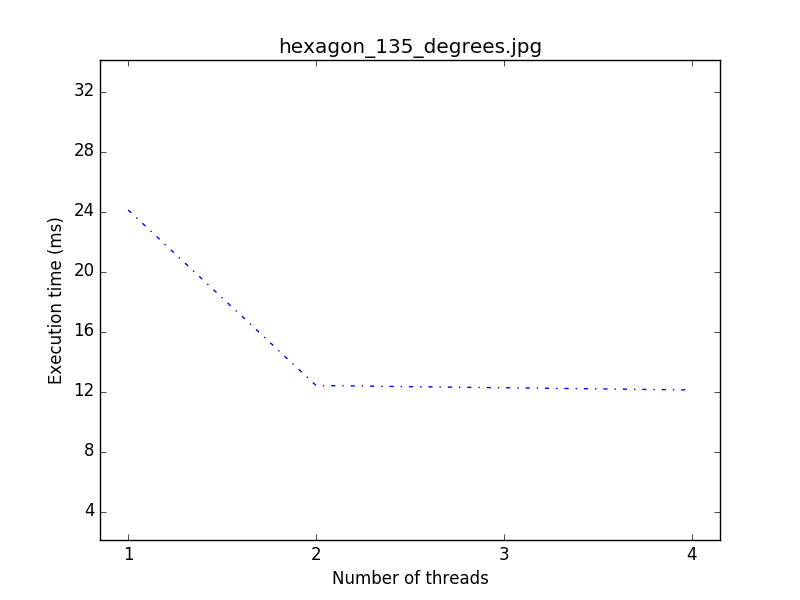 hexagon_135_degrees.jpg
32
28
24
20
16
12
8
4
Execution time (ms)
1 2 3 4
Number of threads